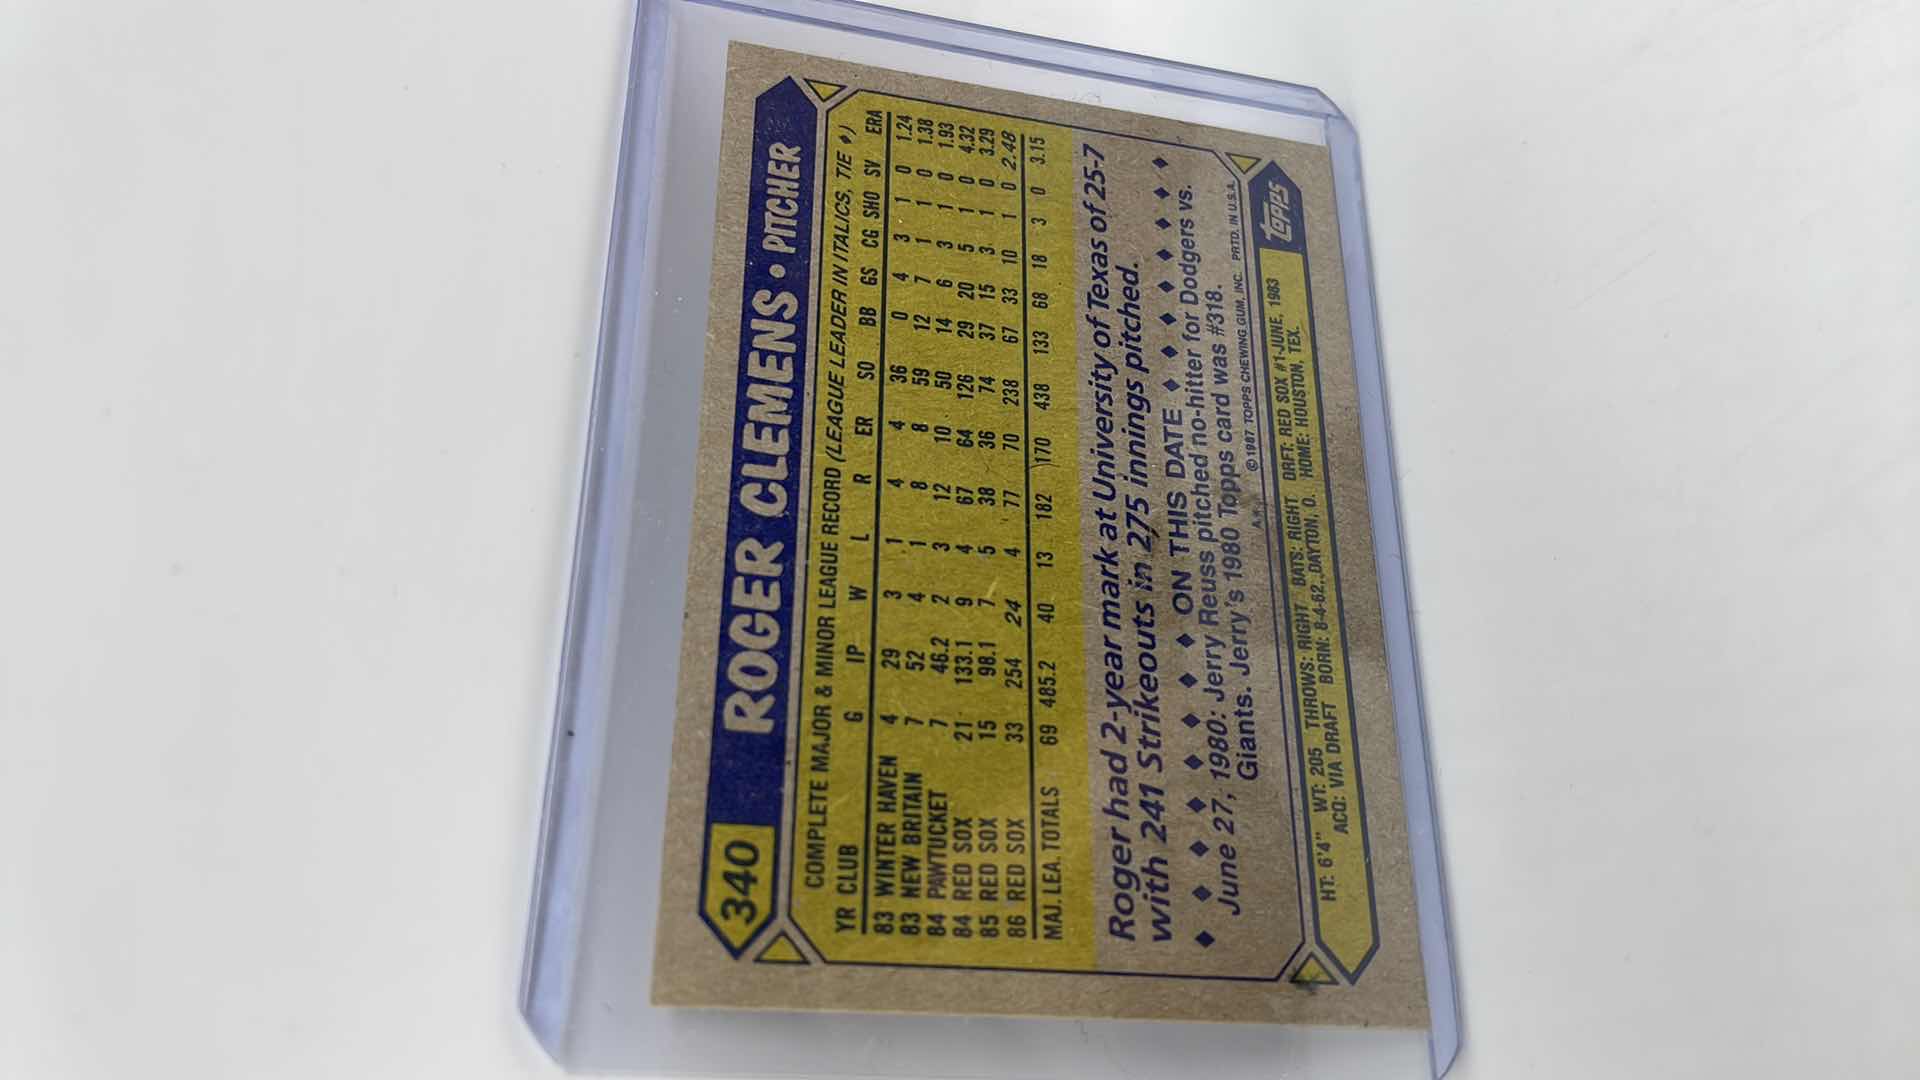 340 ROGER CLEMENS • PITCHER
COMPLETE MAJOR & MINOR LEAGUE RECORD (LEAGUE LEADER IN ITALICS, TIE ♦)
YR CLUB G IP W L R ER SO BB GS CG SHO SV ERA
83 WINTER HAVEN 4 29 3 1 4 4 36 0 4 3 1 0 1.24
83 NEW BRITAIN 7 52 4 1 8 8 59 12 7 1 1 0 1.38
84 PAWTUCKET 7 46.2 2 3 12 10 50 14 6 3 1 0 1.93
84 RED SOX 21 133.1 9 4 67 64 126 29 20 5 1 0 4.32
85 RED SOX 15 98.1 7 5 38 36 74 37 15 3 1 0 3.29
86 RED SOX 33 254 24 4 77 70 238 67 33 10 1 0 2.48
MAJ. LEA. TOTALS 69 485.2 40 13 182 170 438 133 68 18 3 0 3.15
Roger had 2-year mark at University of Texas of 25-7
with 241 Strikeouts in 275 innings pitched.
♦ ♦ ♦ ♦ ♦ ♦ ♦ ON THIS DATE ♦ ♦ ♦ ♦ ♦ ♦ ♦ ♦
June 27, 1980: Jerry Reuss pitched no-hitter for Dodgers vs.
Giants. Jerry's 1980 Topps card was #318.
A.R. © 1987 TOPPS CHEWING GUM, INC. PRTD. IN U.S.A.
HT: 6'4" WT: 205 THROWS: RIGHT BATS: RIGHT DRFT: RED SOX #1-JUNE, 1983
ACQ: VIA DRAFT BORN: 8-4-62, DAYTON, O. HOME: HOUSTON, TEX.
TOPPS